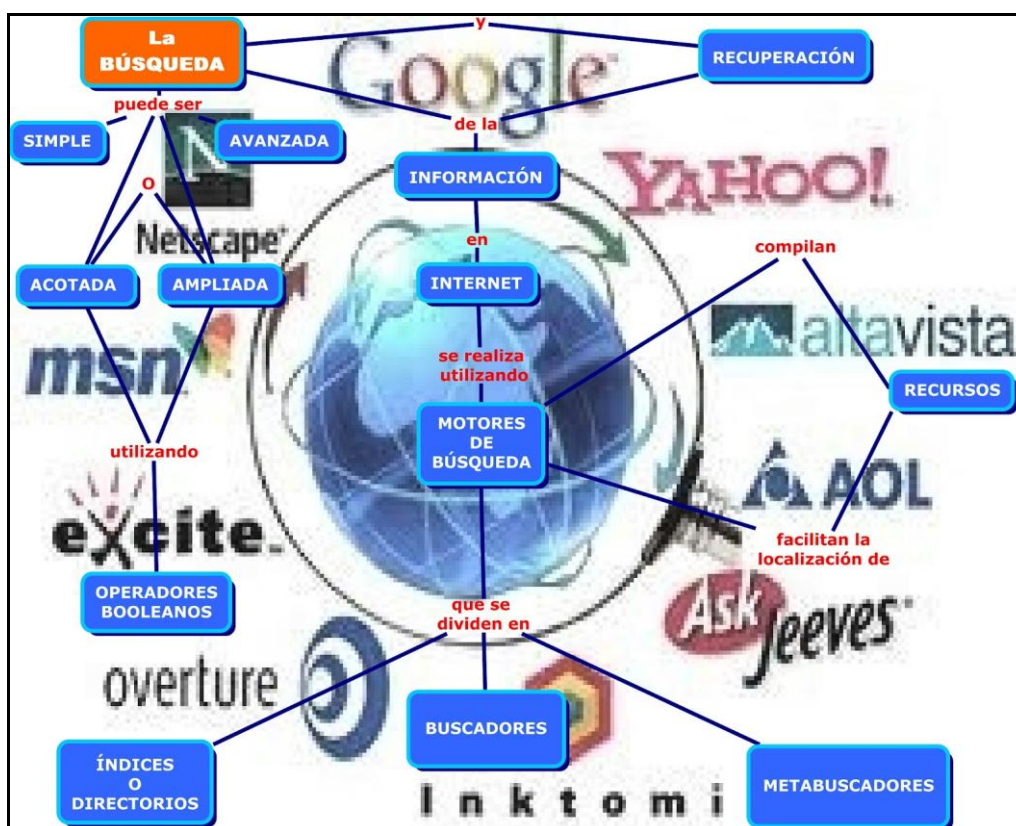 La
BÚSQUEDA
y
RECUPERACIÓN
Google
puede ser
de la
SIMPLE
AVANZADA
N
INFORMACIÓN
YAHOO!
O
Netscape
en
compilan
ACOTADA
AMPLIADA
INTERNET
msn
altavista
se realiza
utilizando
RECURSOS
MOTORES
DE
BÚSQUEDA
utilizando
AOL
excite
facilitan la
localización de
OPERADORES
BOOLEANOS
que se
dividen en
Ask
Jeeves
overture
BUSCADORES
ÍNDICES
O
DIRECTORIOS
METABUSCADORES
Inktomi